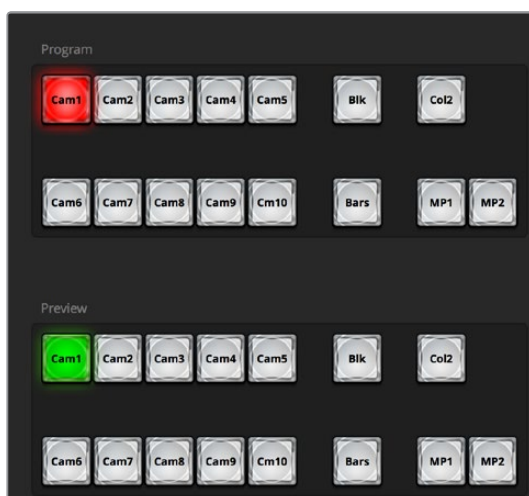 Program
Cam1 Cam2 Cam3 Cam4 Cam5 Blk Col2
Cam6 Cam7 Cam8 Cam9 Cm10 Bars MP1 MP2
Preview
Cam1 Cam2 Cam3 Cam4 Cam5 Blk Col2
Cam6 Cam7 Cam8 Cam9 Cm10 Bars MP1 MP2